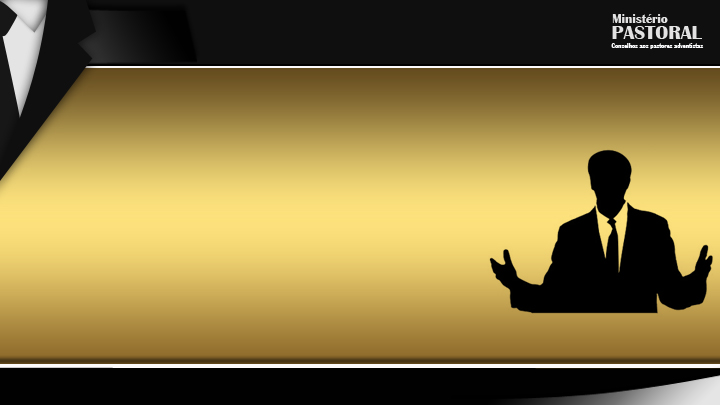 Ministério
PASTORAL
Conselhos aos pastores adventistas